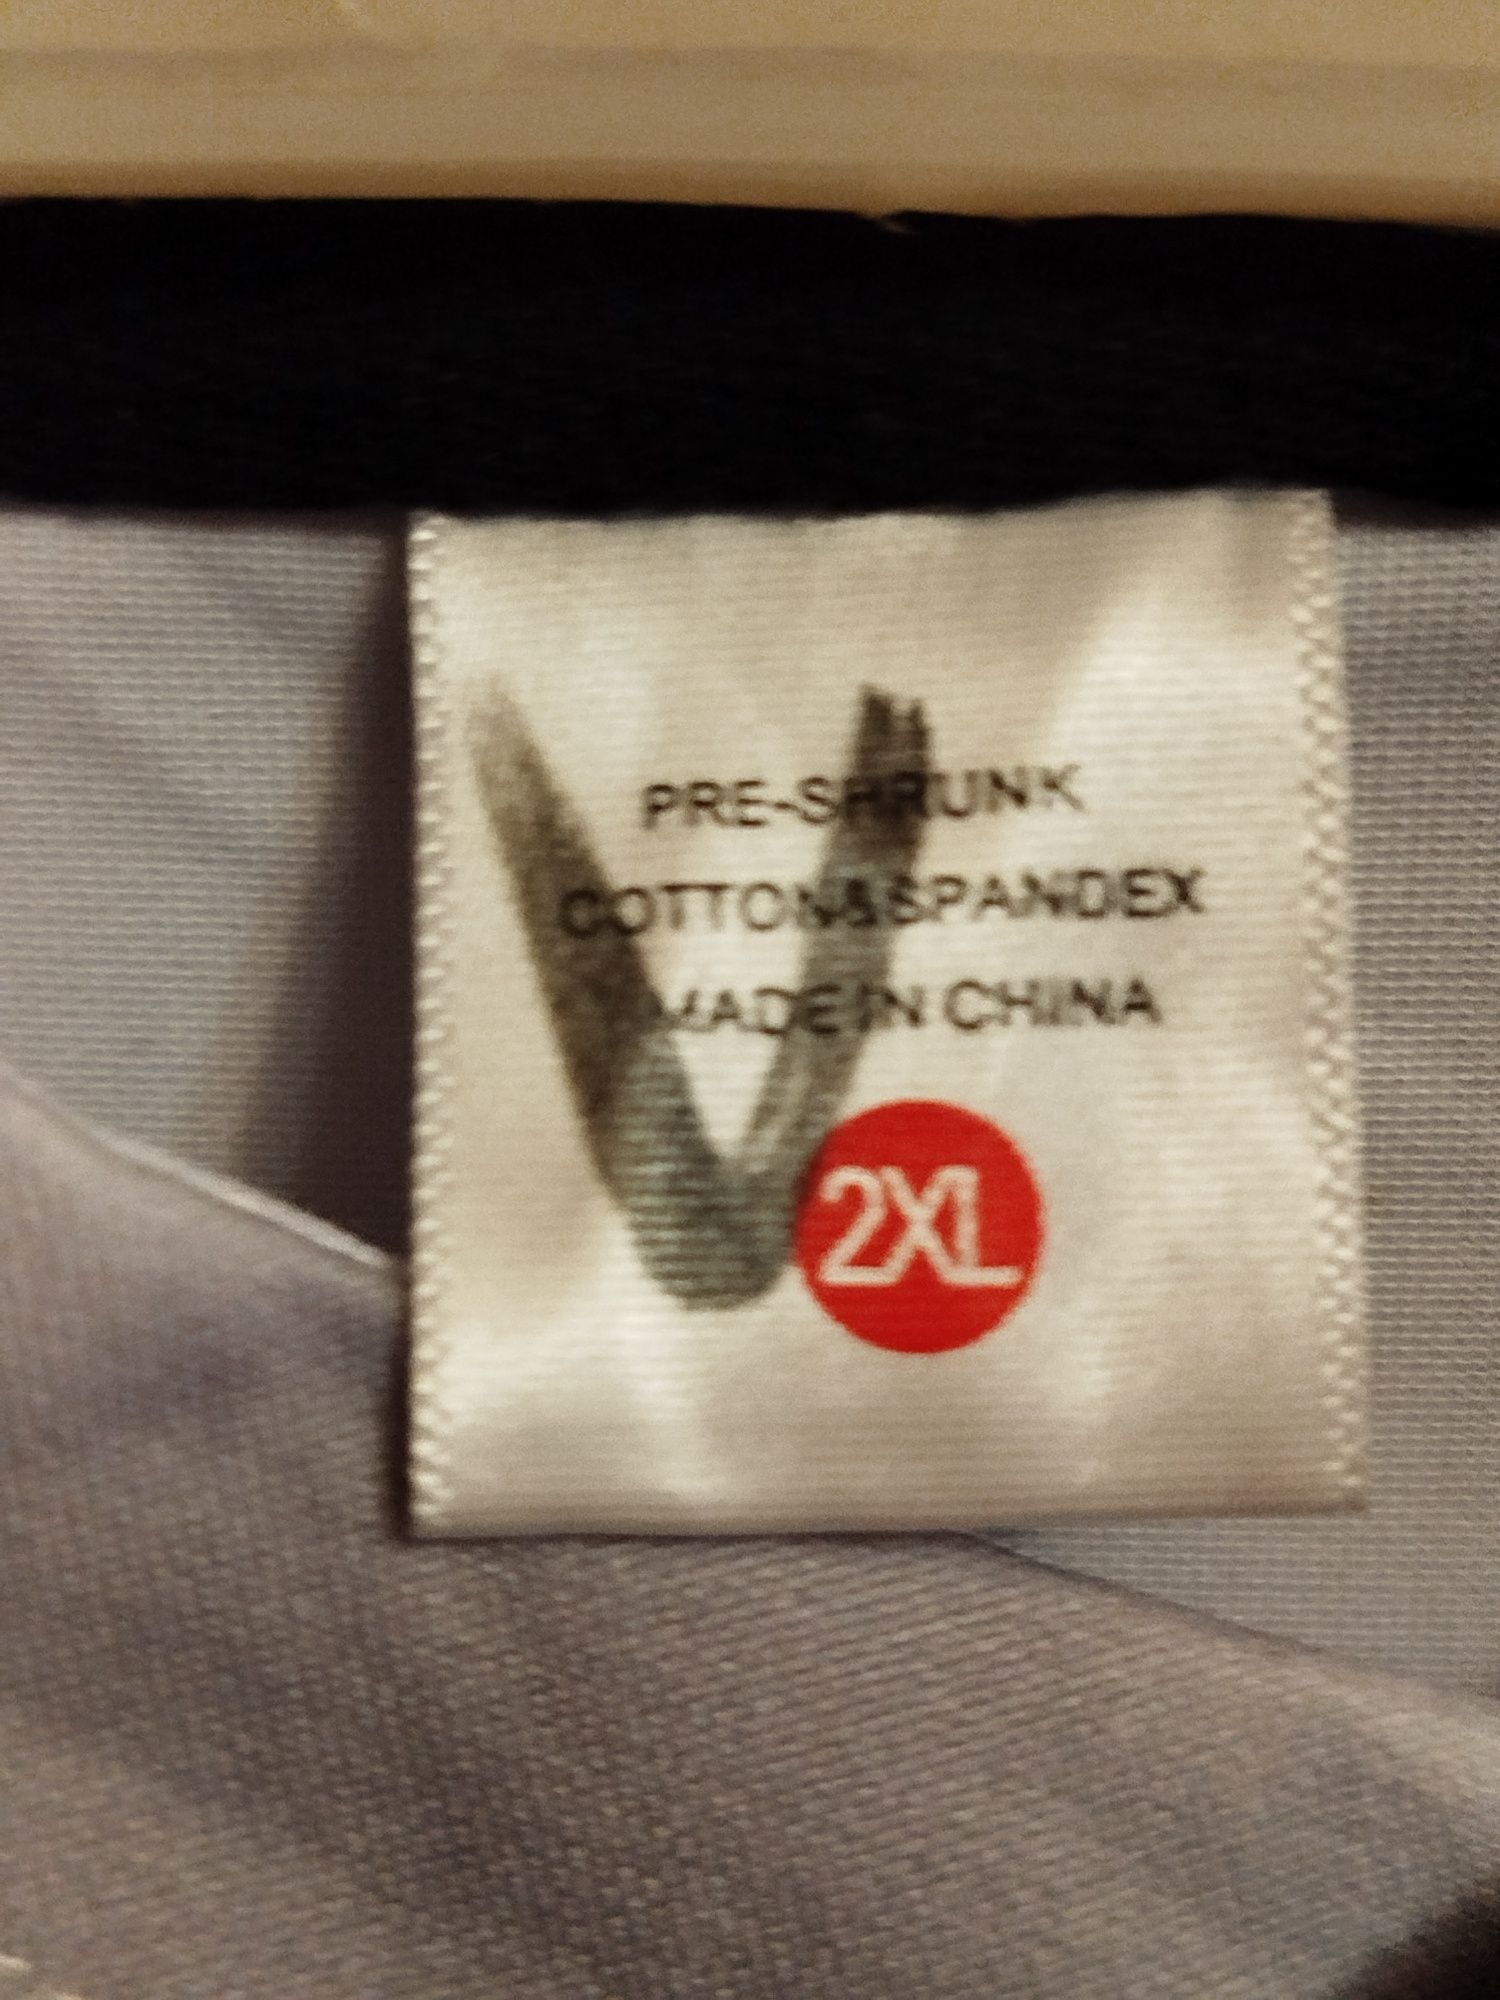 PRE-SHRUNK
COTTON&SPANDEX
MADE IN CHINA
V
2XL